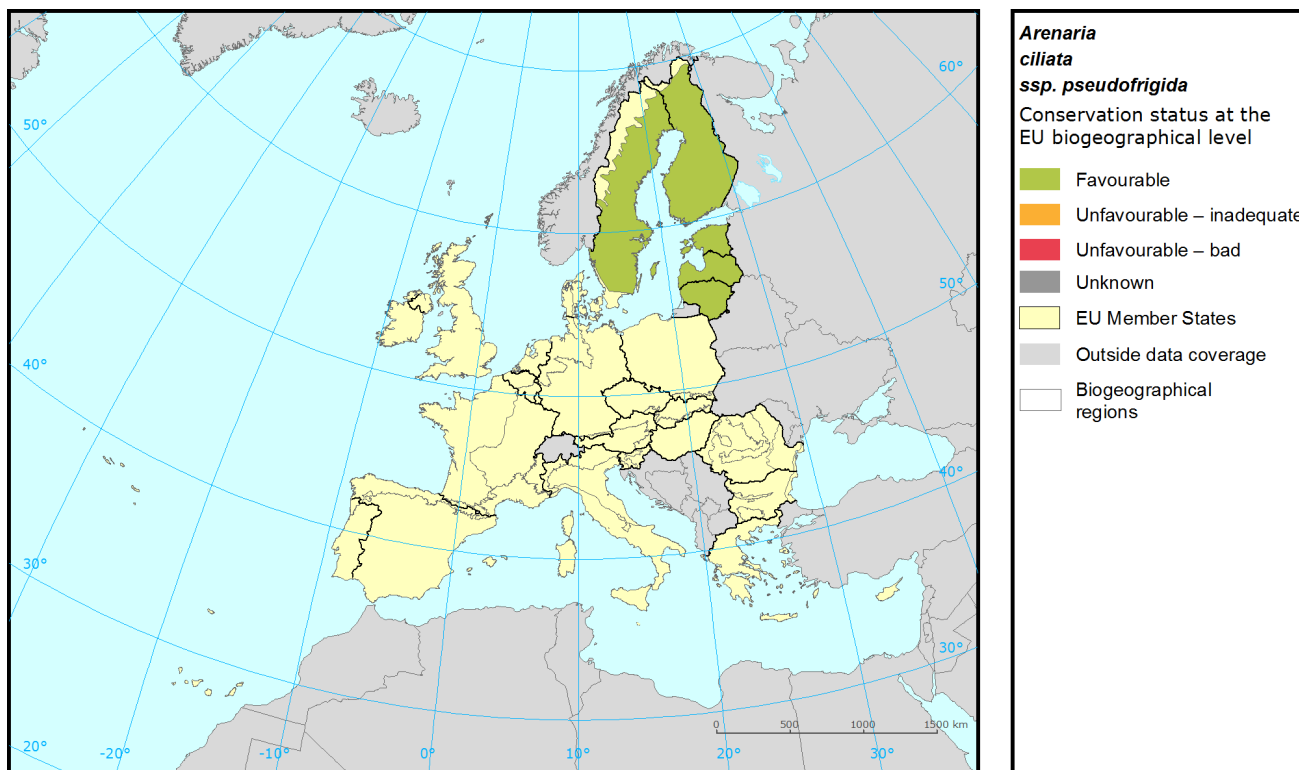 60°
50°
50°
40°
40°
30°
30°
20°
-20°
-10°
0°
10°
20°
30°
0 500 1000 1500 km
Arenaria
ciliata
ssp. pseudofrigida
Conservation status at the
EU biogeographical level
Favourable
Unfavourable – inadequate
Unfavourable – bad
Unknown
EU Member States
Outside data coverage
Biogeographical
regions